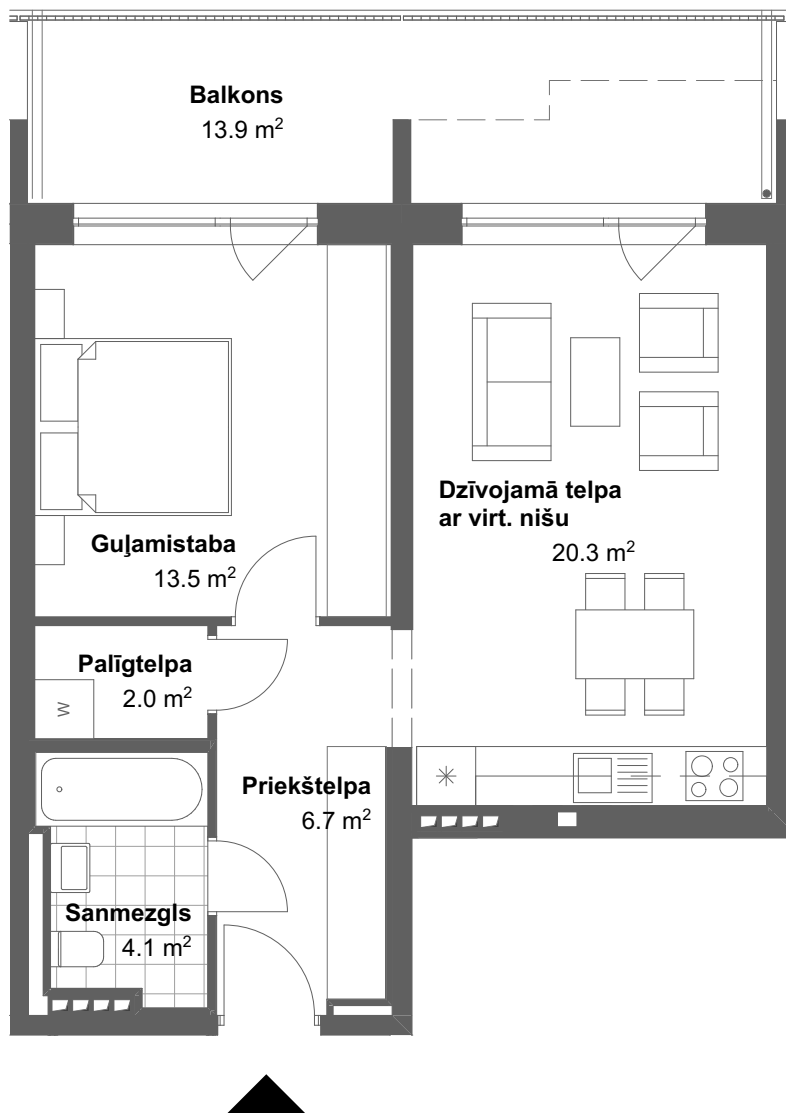 Balkons
13.9 m²
Dzīvojamā telpa
ar virt. nišu
20.3 m²
Guļamistaba
13.5 m²
Palīgtelpa
2.0 m²
W
Priekštelpa
6.7 m²
Sanmezgls
4.1 m²